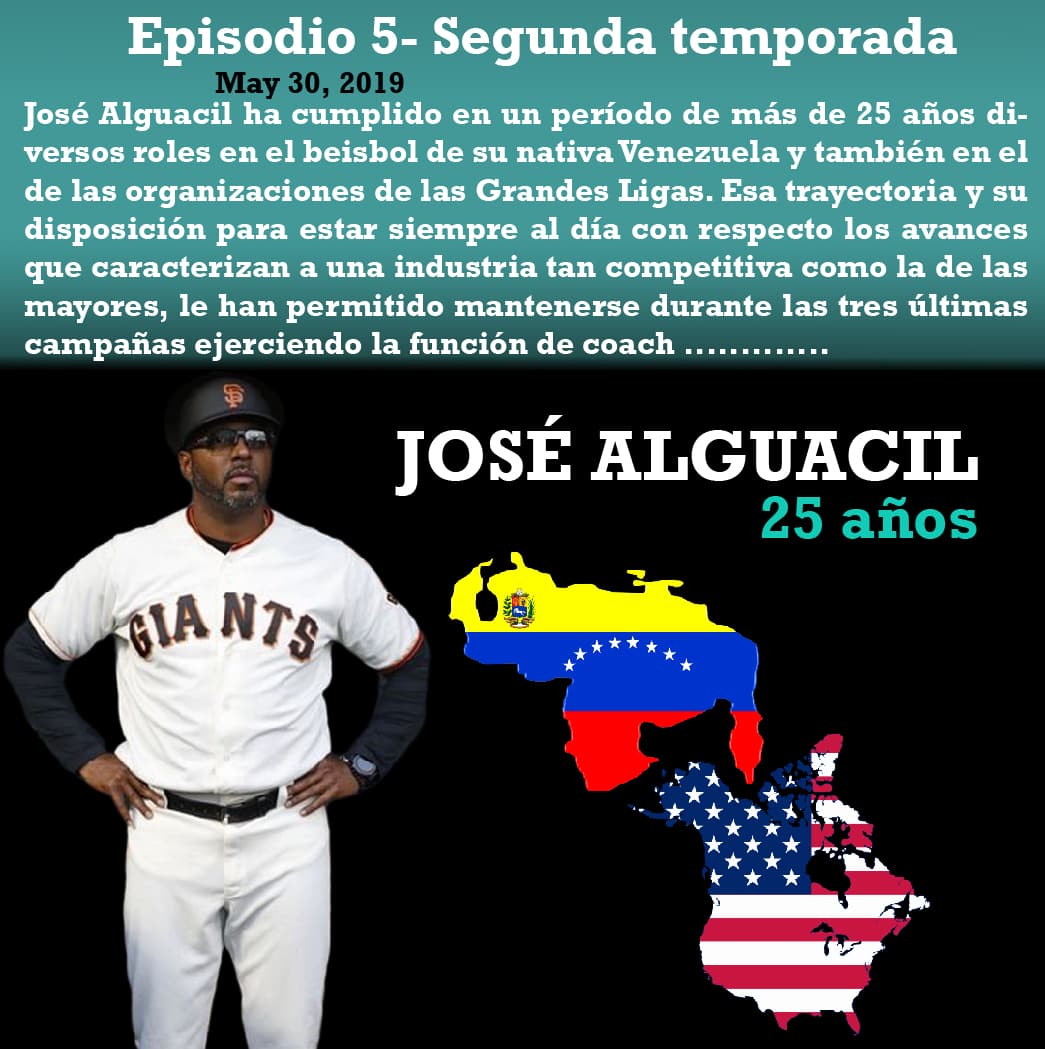 Episodio 5- Segunda temporada
May 30, 2019
José Alguacil ha cumplido en un período de más de 25 años di-
versos roles en el beisbol de su nativa Venezuela y también en el
de las organizaciones de las Grandes Ligas. Esa trayectoria y su
disposición para estar siempre al día con respecto los avances
que caracterizan a una industria tan competitiva como la de las
mayores, le han permitido mantenerse durante las tres últimas
campañas ejerciendo la función de coach .............
SF
JOSÉ ALGUACIL
25 años
GIANTS